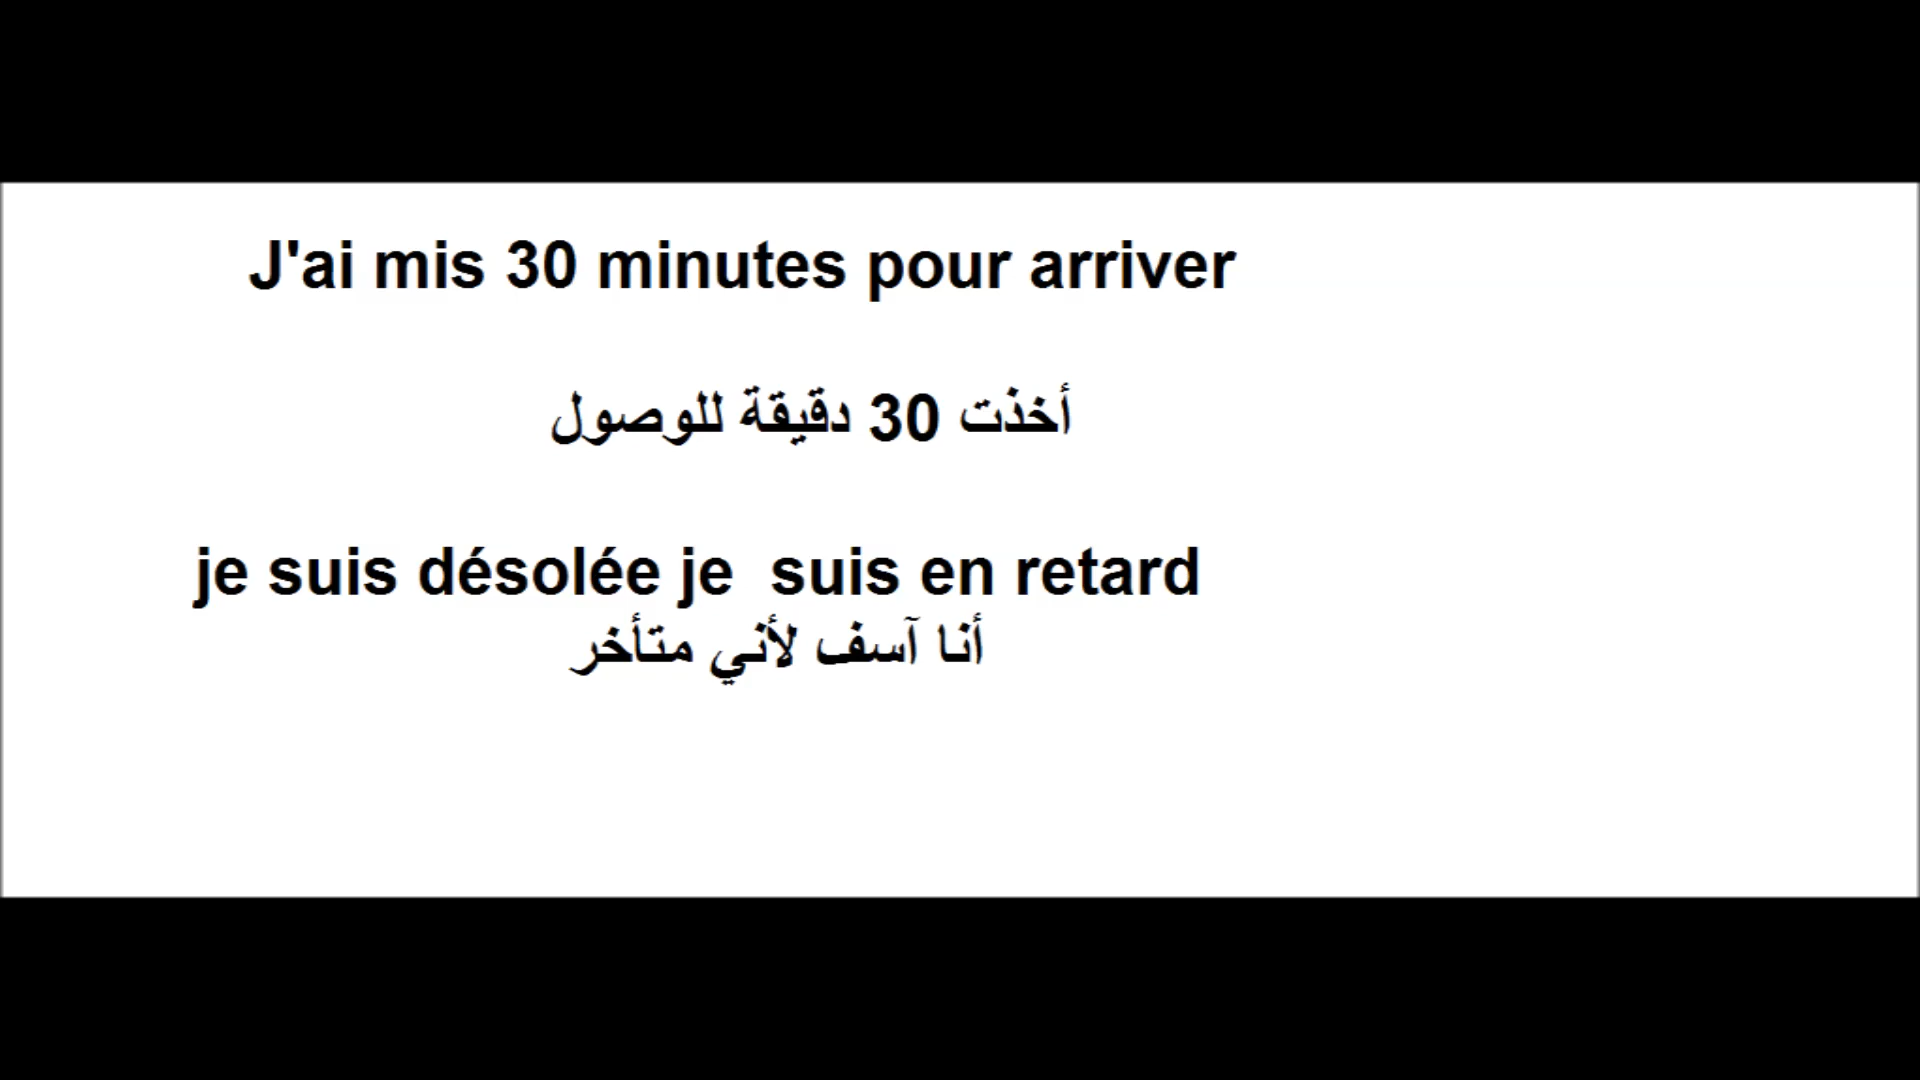 J'ai mis 30 minutes pour arriver
أخذت 30 دقيقة للوصول
je suis désolée je  suis en retard
أنا آسف لأني متأخر